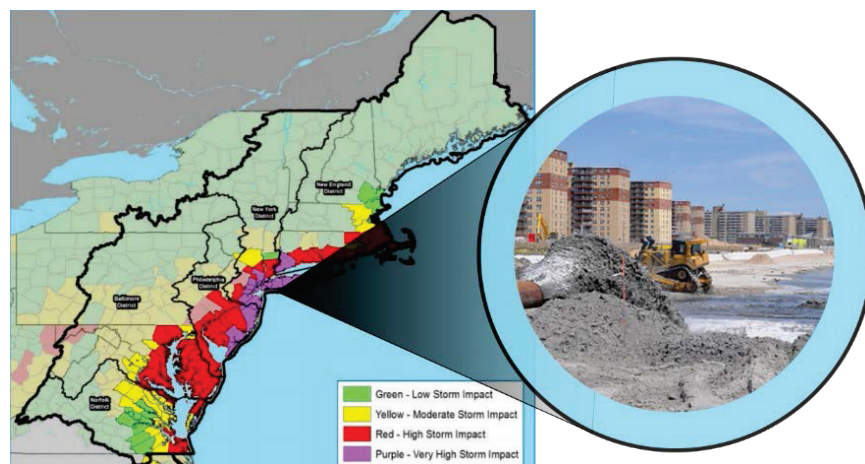 New England
District
New York
District
Philadelphia
District
Baltimore
District
Norfolk
District
Green - Low Storm Impact
Yellow - Moderate Storm Impact
Red - High Storm Impact
Purple - Very High Storm Impact